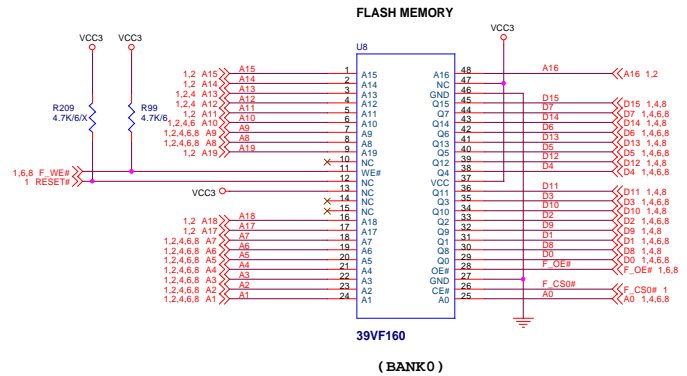 FLASH MEMORY
VCC3 VCC3 VCC3
U8
R209
4.7K/6/X
R99
4.7K/6
1,2 A15 A15 1 A15 A16 48 A16 A16 1,2
1,2 A14 A14 2 A14 NC 47
1,2,4 A13 A13 3 A13 GND 46
1,2,4 A12 A12 4 A12 Q15 45 D15 D15 1,4,8
1,2,4 A11 A11 5 A11 Q7 44 D7 D7 1,4,6,8
1,2,4,6 A10 A10 6 A10 Q14 43 D14 D14 1,4,8
1,2,4,6,8 A9 A9 7 A9 Q6 42 D6 D6 1,4,6,8
1,2,4,6,8 A8 A8 8 A8 Q13 41 D13 D13 1,4,8
1,2 A19 A19 9 A19 Q5 40 D5 D5 1,4,6,8
10 NC Q12 39 D12 D12 1,4,8
1,6,8 F_WE# 11 WE# Q4 38 D4 D4 1,4,6,8
1 RESET# 12 NC VCC 37
VCC3 13 NC Q11 36 D11 D11 1,4,8
14 NC Q3 35 D3 D3 1,4,6,8
15 NC Q10 34 D10 D10 1,4,8
1,2 A18 A18 16 A18 Q2 33 D2 D2 1,4,6,8
1,2 A17 A17 17 A17 Q9 32 D9 D9 1,4,8
1,2,4,6,8 A7 A7 18 A7 Q1 31 D1 D1 1,4,6,8
1,2,4,6,8 A6 A6 19 A6 Q8 30 D8 D8 1,4,8
1,2,4,6,8 A5 A5 20 A5 Q0 29 D0 D0 1,4,6,8
1,2,4,6,8 A4 A4 21 A4 OE# 28 F_OE# F_OE# 1,6,8
1,2,4,6,8 A3 A3 22 A3 GND 27
1,2,4,6,8 A2 A2 23 A2 CE# 26 F_CS0# F_CS0# 1
1,2,4,6,8 A1 A1 24 A1 A0 25 A0 A0 1,4,6,8
39VF160
(BANK0)